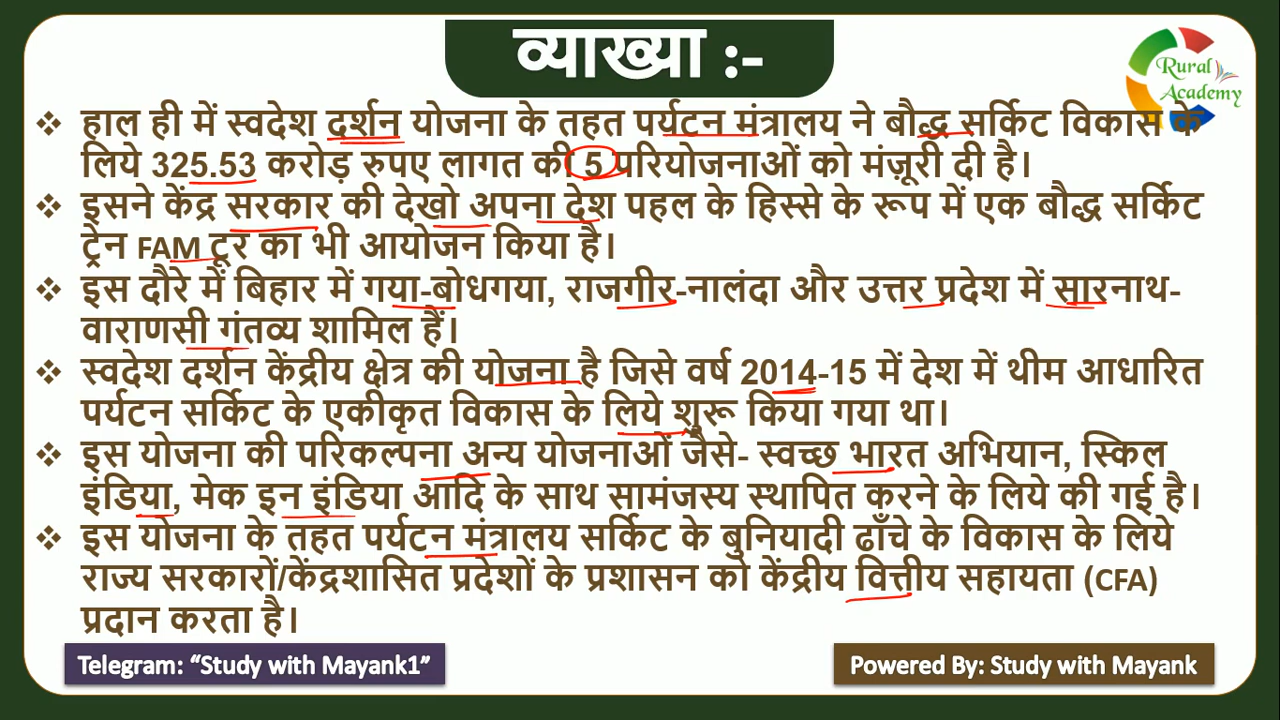 व्याख्या :-
Rural
Academy
❖ हाल ही में स्वदेश दर्शन योजना के तहत पर्यटन मंत्रालय ने बौद्ध सर्किट विकास के
लिये 325.53 करोड़ रुपए लागत की 5 परियोजनाओं को मंज़ूरी दी है।
❖ इसने केंद्र सरकार की देखो अपना देश पहल के हिस्से के रूप में एक बौद्ध सर्किट
ट्रेन FAM टूर का भी आयोजन किया है।
❖ इस दौरे में बिहार में गया-बोधगया, राजगीर-नालंदा और उत्तर प्रदेश में सारनाथ-
वाराणसी गंतव्य शामिल हैं।
❖ स्वदेश दर्शन केंद्रीय क्षेत्र की योजना है जिसे वर्ष 2014-15 में देश में थीम आधारित
पर्यटन सर्किट के एकीकृत विकास के लिये शुरू किया गया था।
❖ इस योजना की परिकल्पना अन्य योजनाओं जैसे- स्वच्छ भारत अभियान, स्किल
इंडिया, मेक इन इंडिया आदि के साथ सामंजस्य स्थापित करने के लिये की गई है।
❖ इस योजना के तहत पर्यटन मंत्रालय सर्किट के बुनियादी ढाँचे के विकास के लिये
राज्य सरकारों/केंद्रशासित प्रदेशों के प्रशासन को केंद्रीय वित्तीय सहायता (CFA)
प्रदान करता है।
Telegram: “Study with Mayank1”
Powered By: Study with Mayank